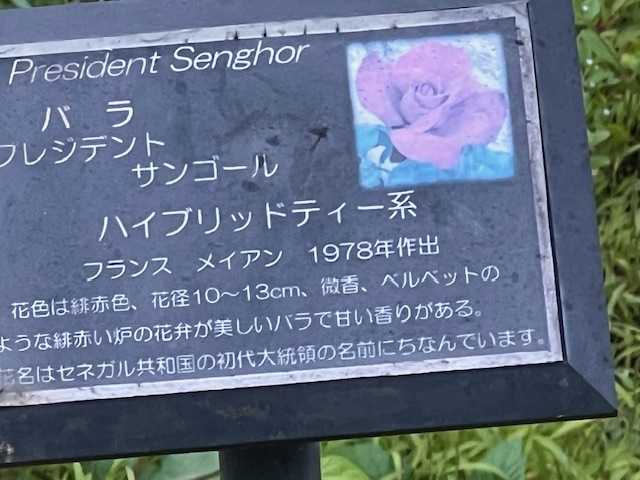 President Senghor
バラ
プレジデント
サンゴール
ハイブリッドティー系
フランス　メイアン　1978年作出
花色は緋赤色、花径10〜13cm、微香、ベルベットの
ような緋赤い炉の花弁が美しいバラで甘い香りがある。
花名はセネガル共和国の初代大統領の名前にちなんでいます。